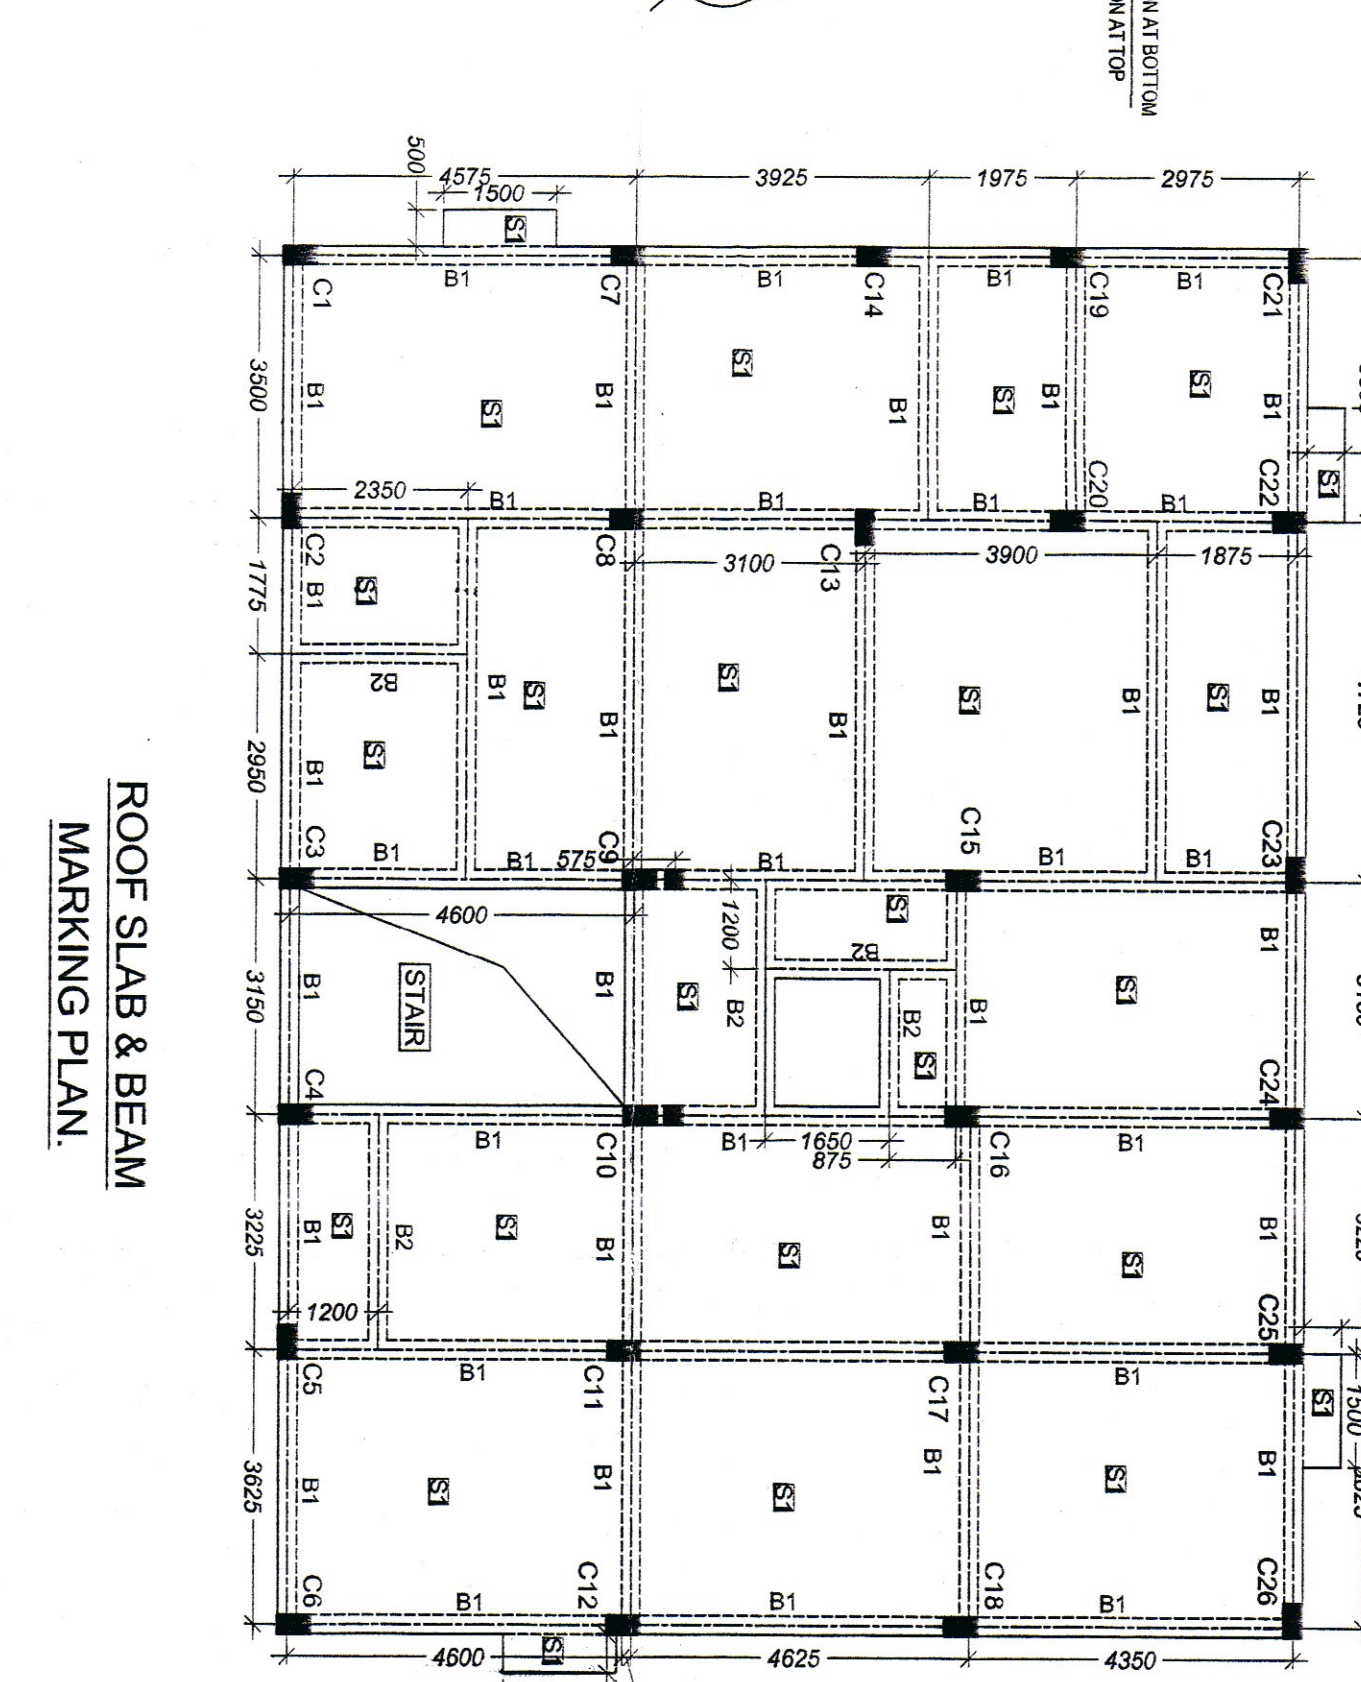 N AT BOTTOM
ON AT TOP
500
4575
1500
3925
1975
2975
S1
B1
B1
B1
B1
C1
C7
C14
C19
C21
3500
S1
S1
S1
S1
B1
B1
B1
B1
B1
C20
C22
S1
2350
B1
B1
B1
B1
C2
C8
3100
C13
3900
1875
1775
B1
S1
B2
B1
S1
B1
S1
B1
S1
B1
S1
B1
2950
S1
B1
C3
B1
B1
575
C9
B1
C15
B1
B1
C23
4600
1200
S1
B2
B1
3150
B1
STAIR
B1
S1
B2
B2
S1
B1
S1
C4
C24
B1
C10
B1
1650
875
C16
B1
3225
B1
S1
B2
S1
B1
S1
B1
S1
B1
1200
C25
C5
B1
C11
C17
B1
S1
1500
3625
B1
S1
B1
S1
B1
S1
B1
C6
B1
C12
B1
C18
B1
C26
4600
S1
4625
4350
ROOF SLAB & BEAM
MARKING PLAN.